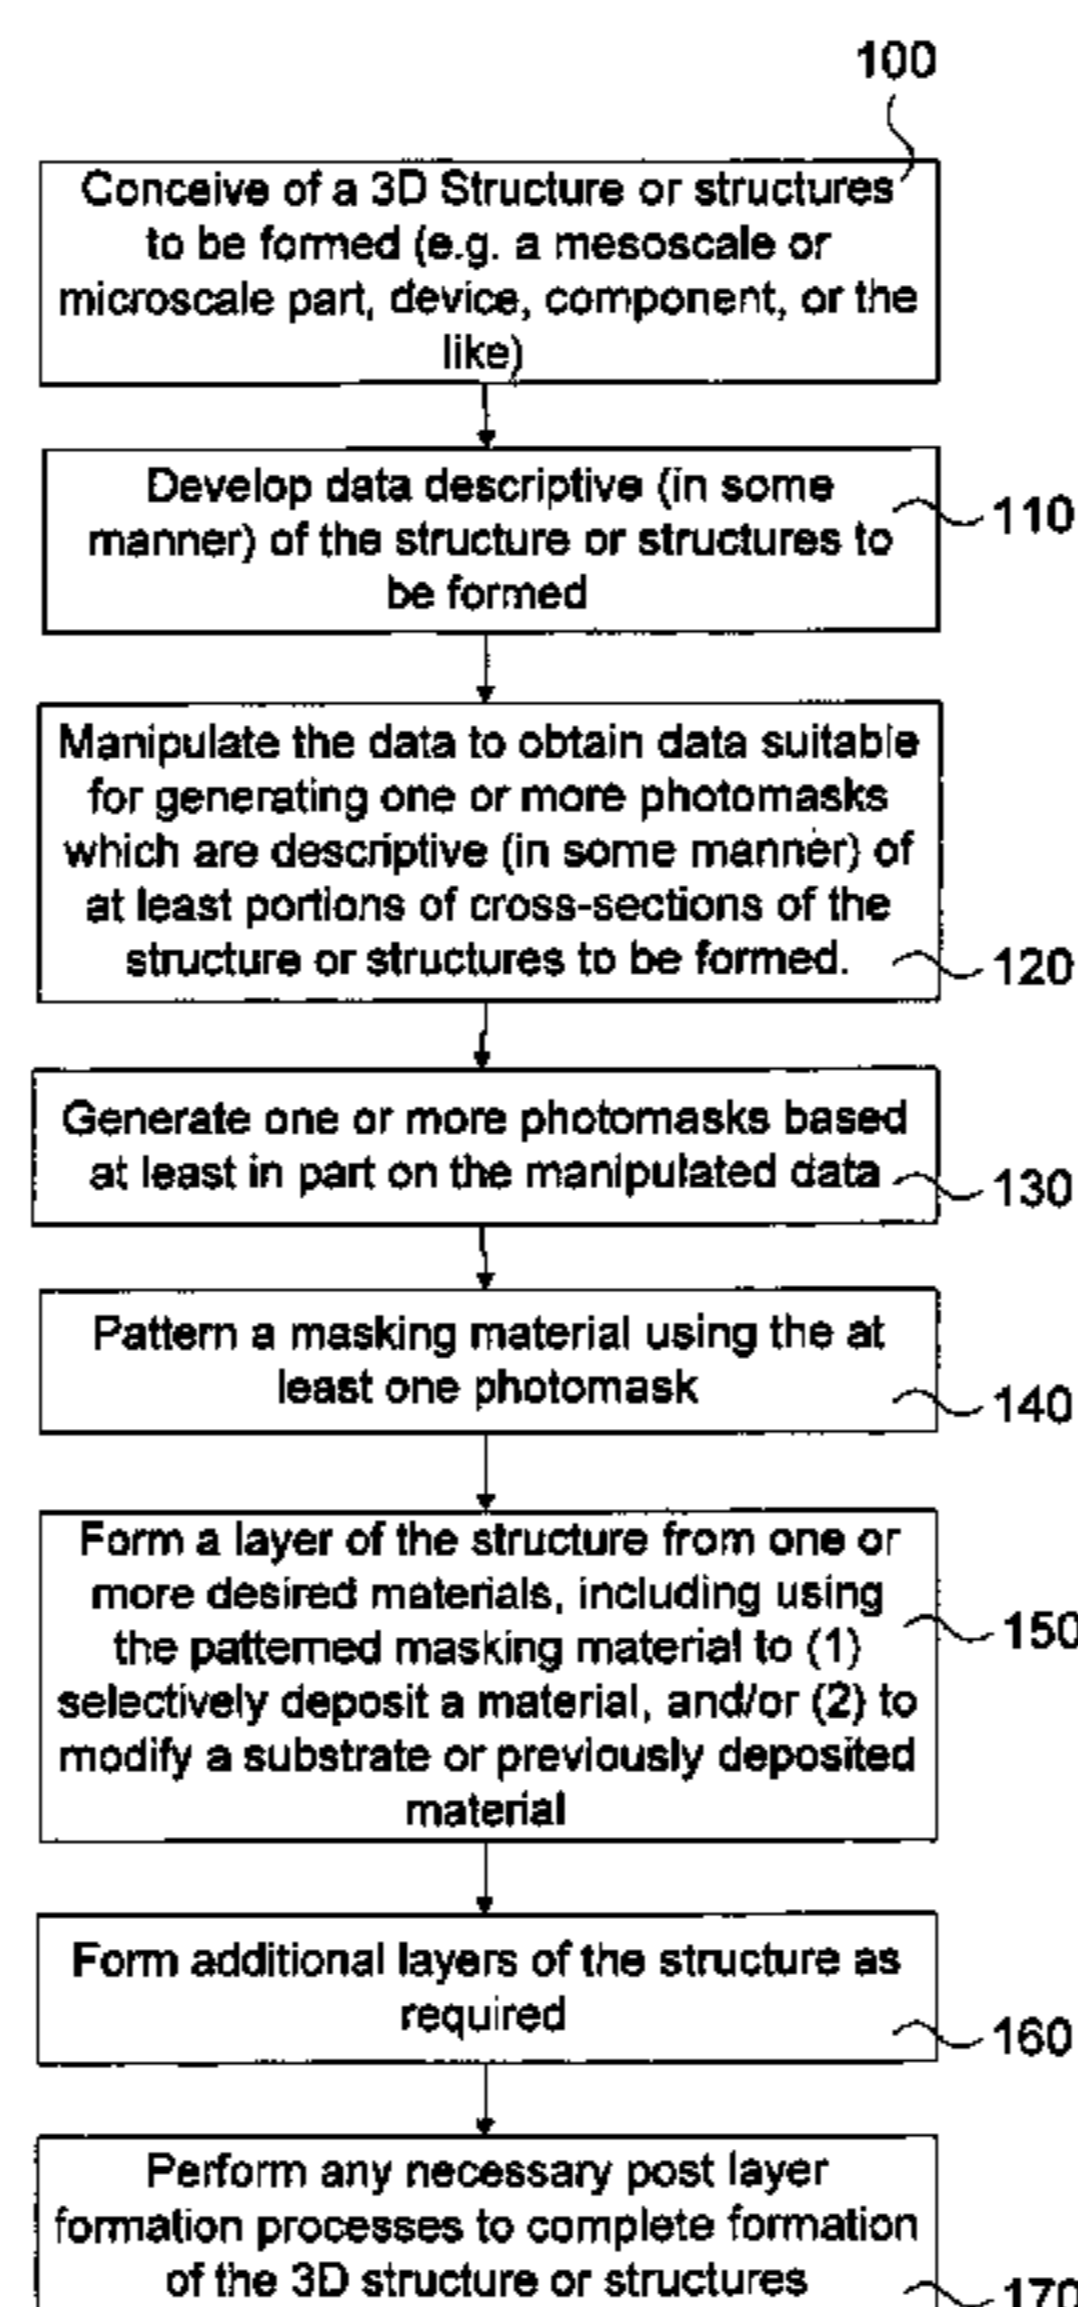 100
Conceive of a 3D Structure or structures
to be formed (e.g. a mesoscale or
microscale part, device, component, or the
like)
Develop data descriptive (in some
manner) of the structure or structures to
be formed
110
Manipulate the data to obtain data suitable
for generating one or more photomasks
which are descriptive (in some manner) of
at least portions of cross-sections of the
structure or structures to be formed.
120
Generate one or more photomasks based
at least in part on the manipulated data
130
Pattern a masking material using the at
least one photomask
140
Form a layer of the structure from one or
more desired materials, including using
the patterned masking material to (1)
selectively deposit a material, and/or (2) to
modify a substrate or previously deposited
material
150
Form additional layers of the structure as
required
160
Perform any necessary post layer
formation processes to complete formation
of the 3D structure or structures
170